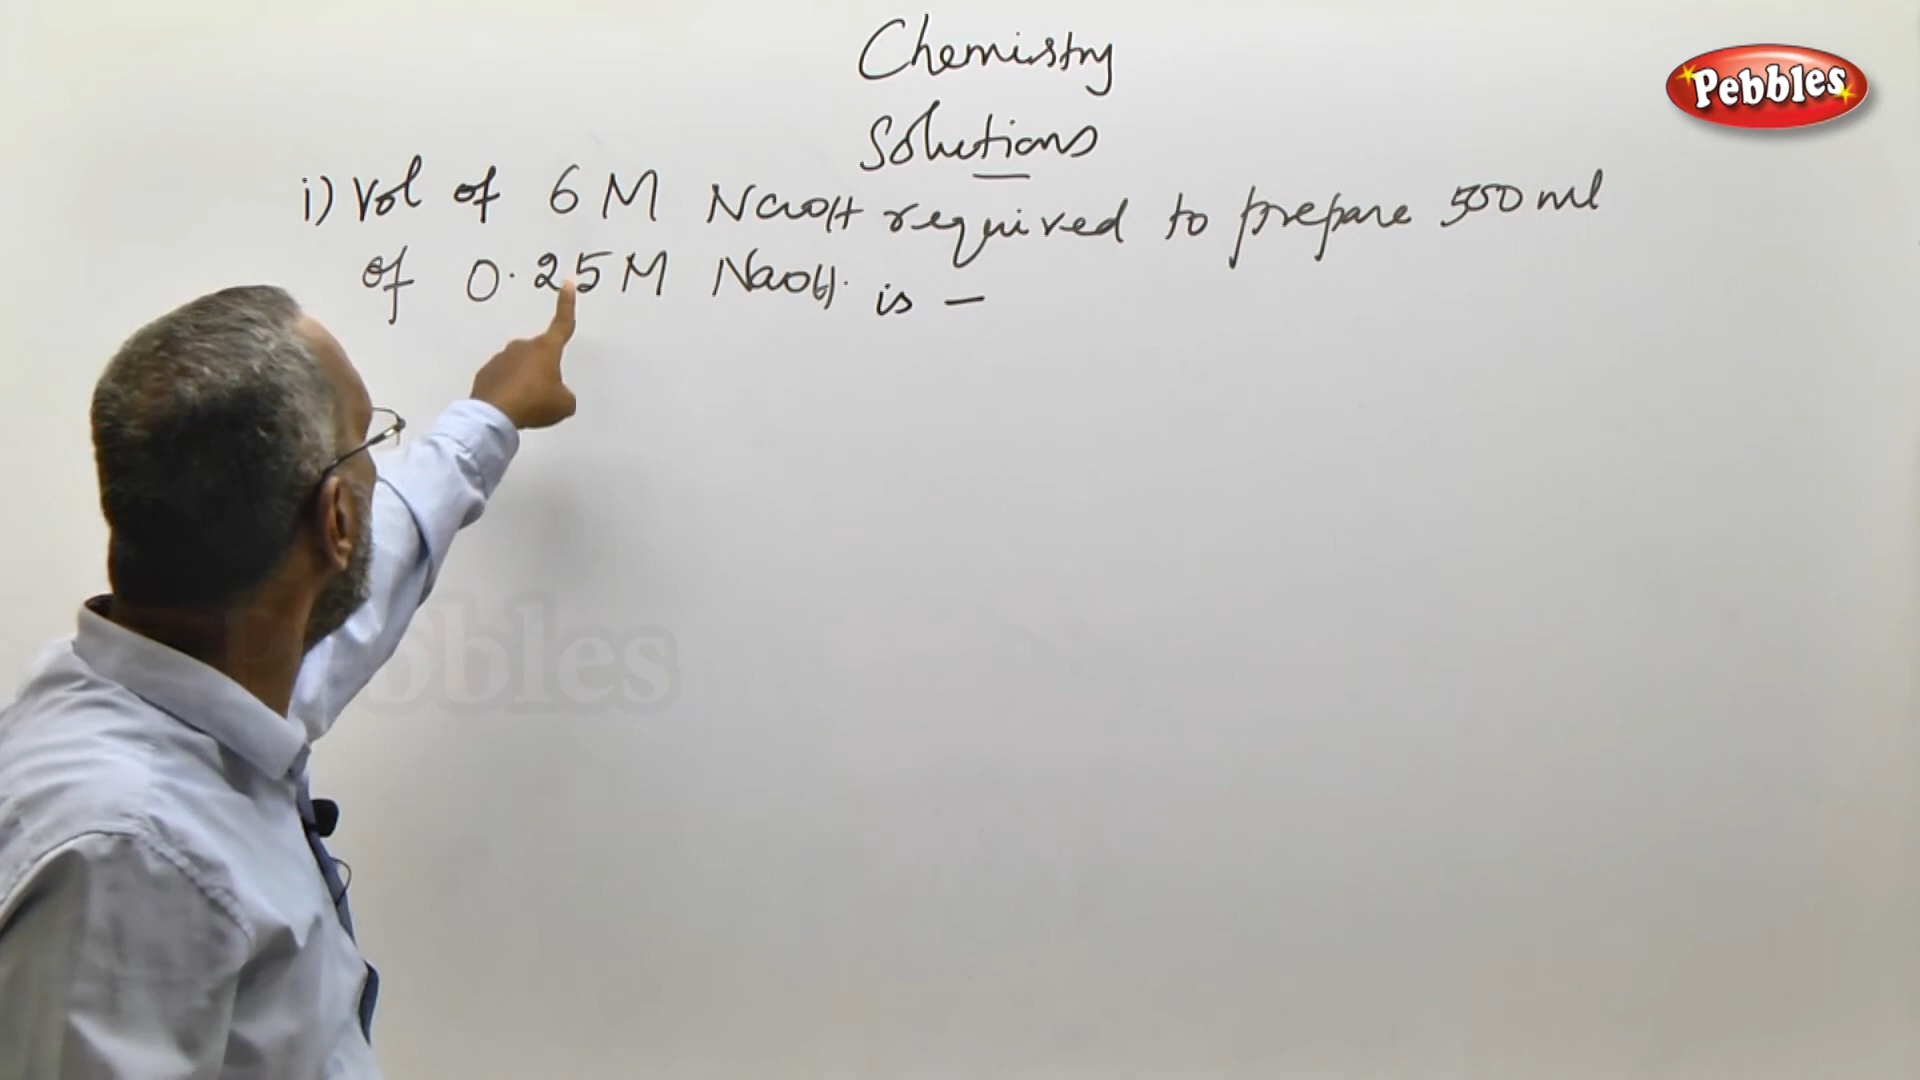 Chemistry
Pebbles
Solutions
i) Vol of 6 M NaOH required to prepare 500 ml
of 0.25 M NaOH. is —
Pebbles